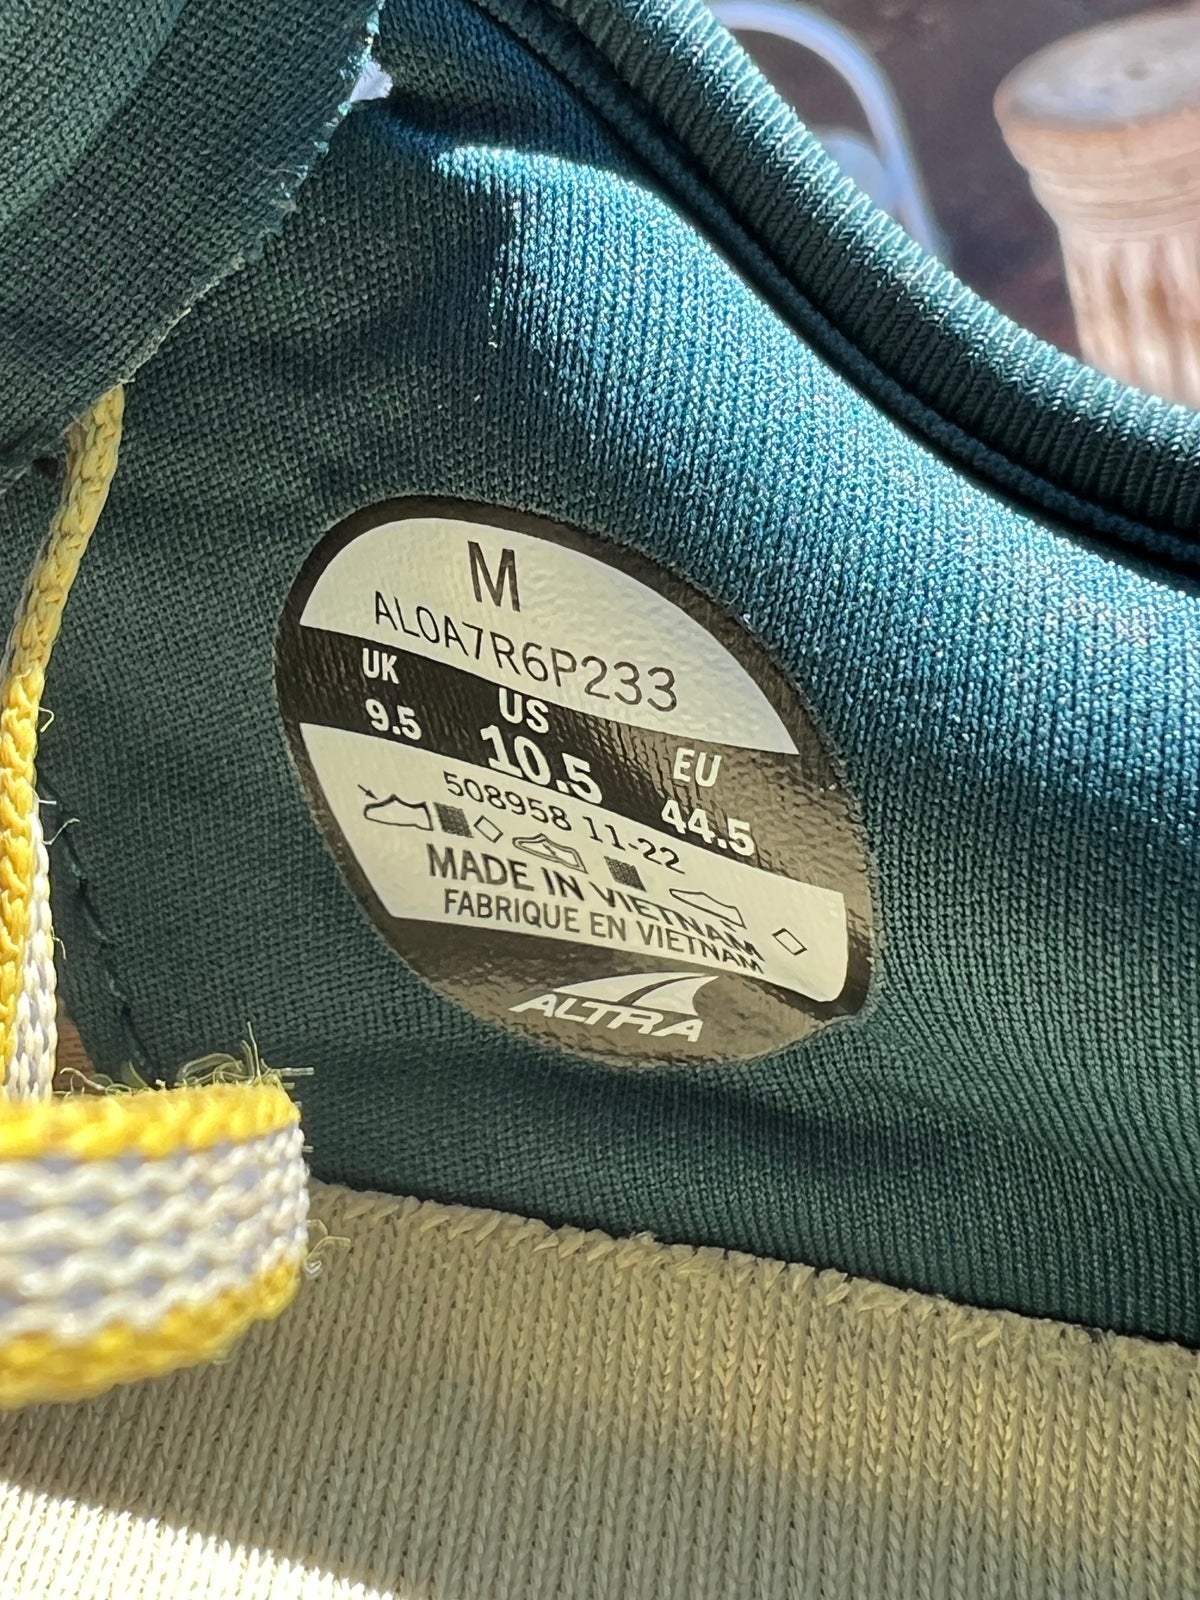 M
AL0A7R6P233
UK US EU
9.5 10.5 44.5
508958 11-22
MADE IN VIETNAM
FABRIQUE EN VIETNAM
ALTRA